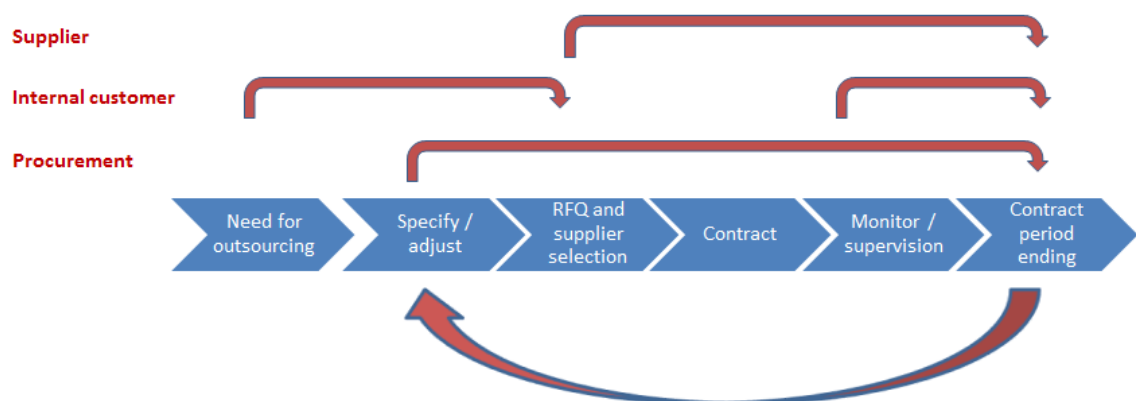 Supplier
Internal customer
Procurement
Need for
outsourcing
Specify /
adjust
RFQ and
supplier
selection
Contract
Monitor /
supervision
Contract
period
ending